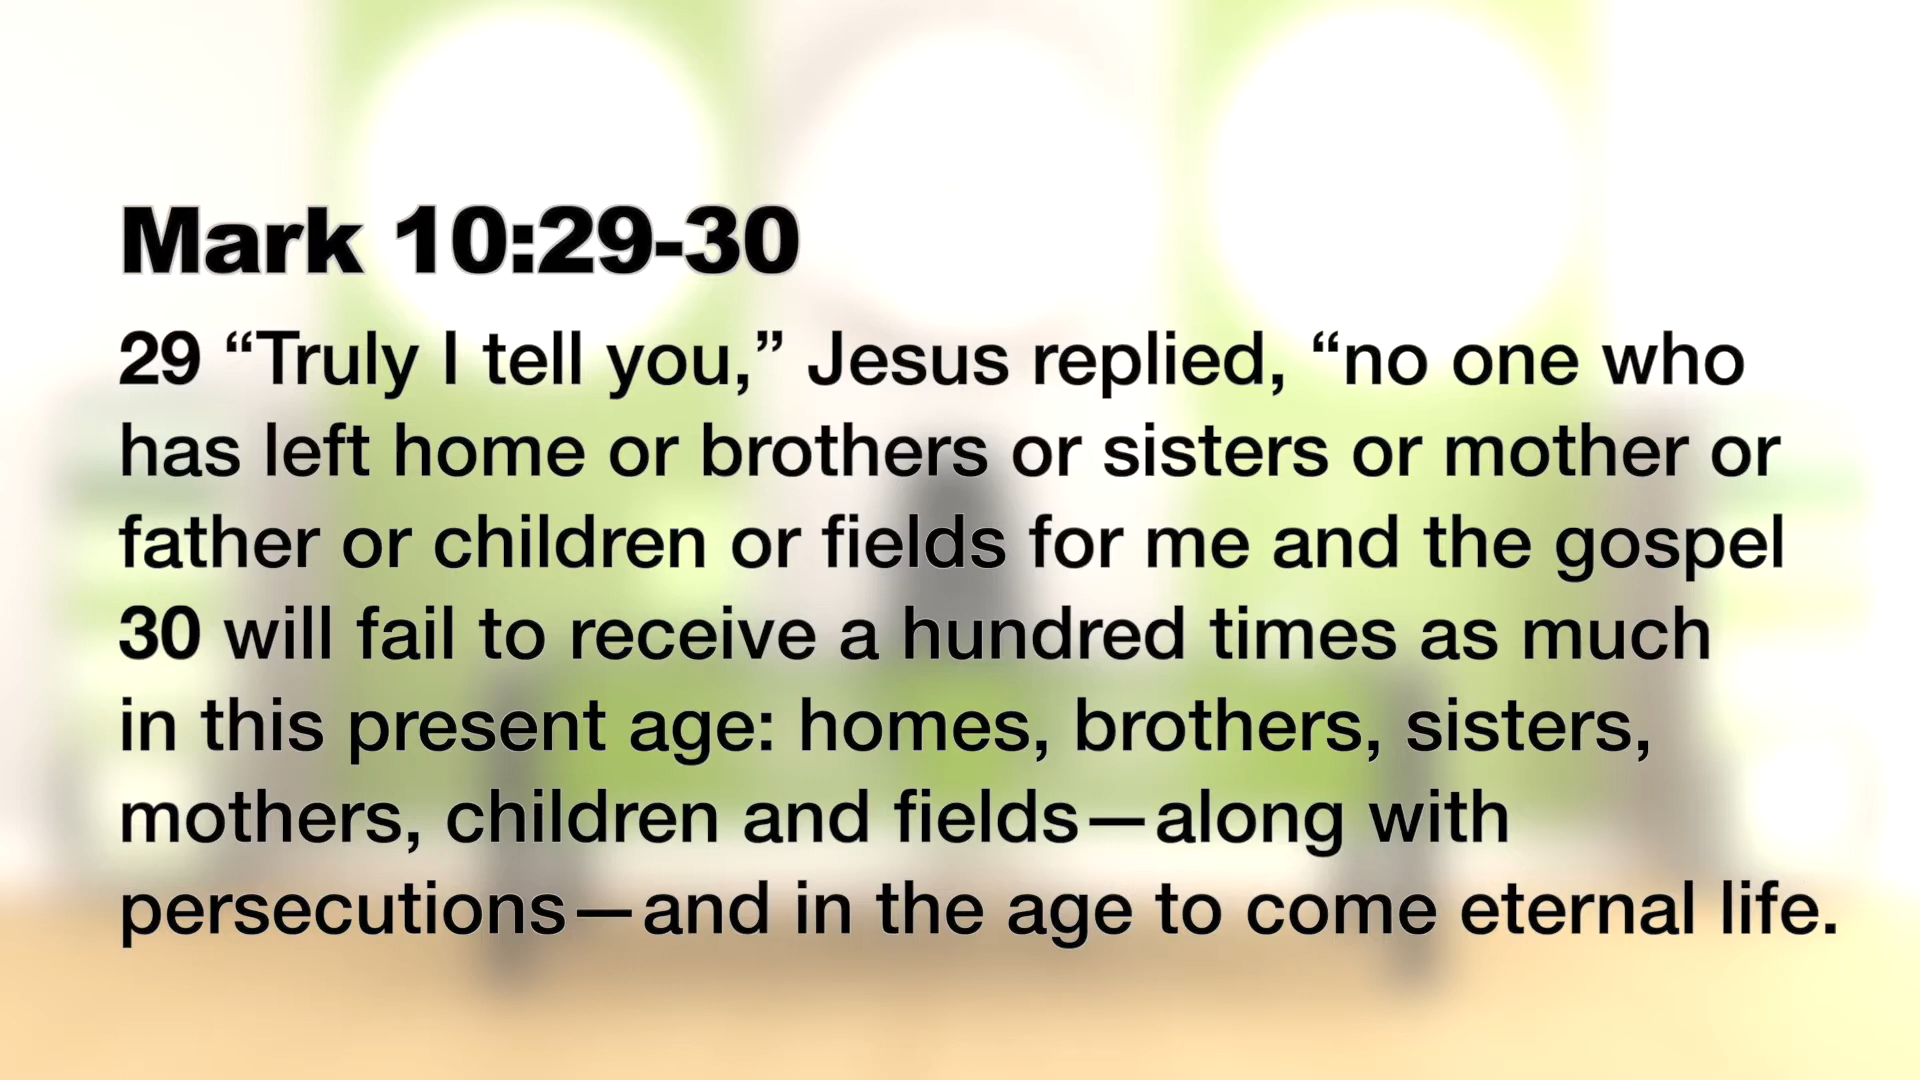 Mark 10:29-30
29 “Truly I tell you,” Jesus replied, “no one who
has left home or brothers or sisters or mother or
father or children or fields for me and the gospel
30 will fail to receive a hundred times as much
in this present age: homes, brothers, sisters,
mothers, children and fields—along with
persecutions—and in the age to come eternal life.